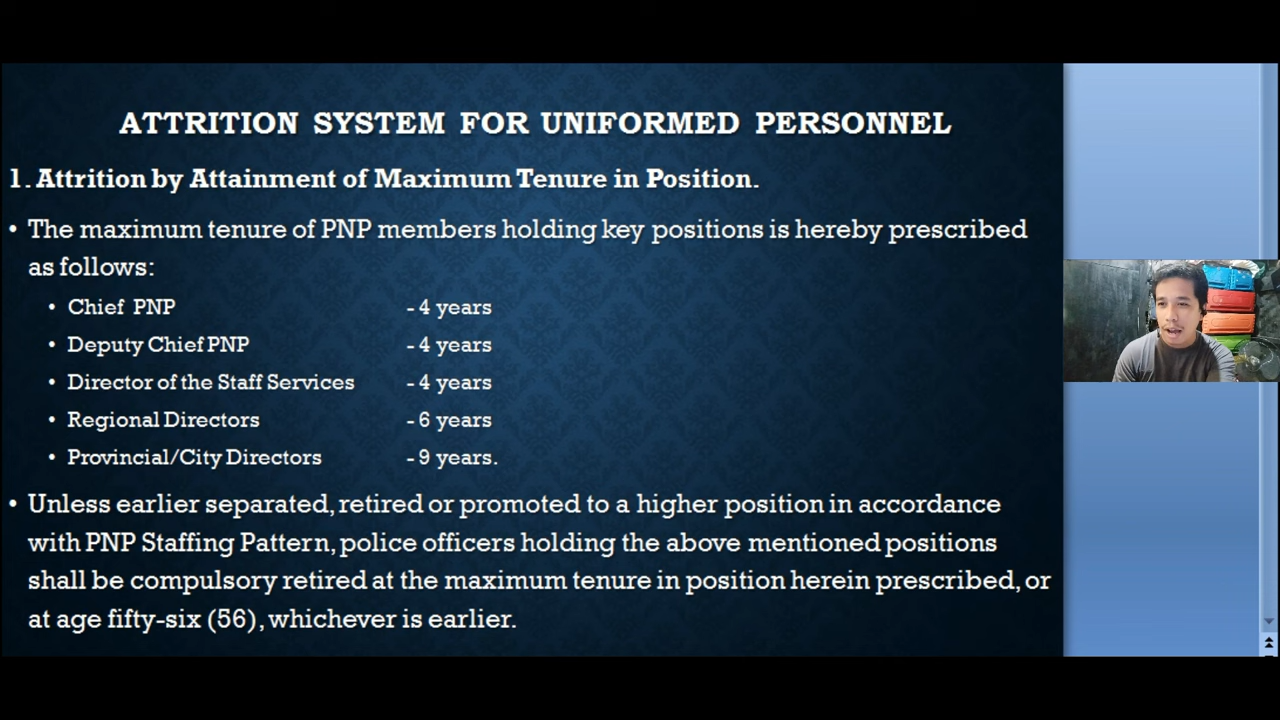 ATTRITION SYSTEM FOR UNIFORMED PERSONNEL
1. Attrition by Attainment of Maximum Tenure in Position.
• The maximum tenure of PNP members holding key positions is hereby prescribed
as follows:
• Chief PNP - 4 years
• Deputy Chief PNP - 4 years
• Director of the Staff Services - 4 years
• Regional Directors - 6 years
• Provincial/City Directors - 9 years.
• Unless earlier separated, retired or promoted to a higher position in accordance
with PNP Staffing Pattern, police officers holding the above mentioned positions
shall be compulsory retired at the maximum tenure in position herein prescribed, or
at age fifty-six (56), whichever is earlier.